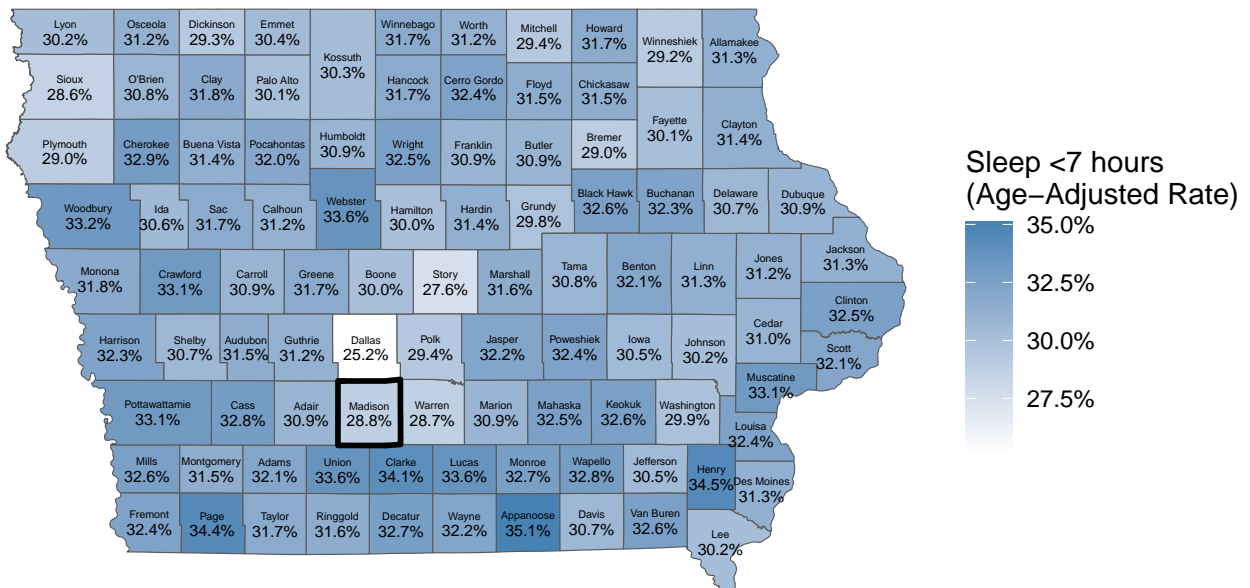 Lyon
30.2%
Osceola
31.2%
Dickinson
29.3%
Emmet
30.4%
Kossuth
30.3%
Winnebago
31.7%
Worth
31.2%
Mitchell
29.4%
Howard
31.7%
Winneshiek
29.2%
Allamakee
31.3%
Sioux
28.6%
O'Brien
30.8%
Clay
31.8%
Palo Alto
30.1%
Hancock
31.7%
Cerro Gordo
32.4%
Floyd
31.5%
Chickasaw
31.5%
Fayette
30.1%
Clayton
31.4%
Plymouth
29.0%
Cherokee
32.9%
Buena Vista
31.4%
Pocahontas
32.0%
Humboldt
30.9%
Wright
32.5%
Franklin
30.9%
Butler
30.9%
Bremer
29.0%
Woodbury
33.2%
Ida
30.6%
Sac
31.7%
Calhoun
31.2%
Webster
33.6%
Hamilton
30.0%
Hardin
31.4%
Grundy
29.8%
Black Hawk
32.6%
Buchanan
32.3%
Delaware
30.7%
Dubuque
30.9%
Monona
31.8%
Crawford
33.1%
Carroll
30.9%
Greene
31.7%
Boone
30.0%
Story
27.6%
Marshall
31.6%
Tama
30.8%
Benton
32.1%
Linn
31.3%
Jones
31.2%
Jackson
31.3%
Clinton
32.5%
Harrison
32.3%
Shelby
30.7%
Audubon
31.5%
Guthrie
31.2%
Dallas
25.2%
Polk
29.4%
Jasper
32.2%
Poweshiek
32.4%
Iowa
30.5%
Johnson
30.2%
Cedar
31.0%
Scott
32.1%
Muscatine
33.1%
Pottawattamie
33.1%
Cass
32.8%
Adair
30.9%
Madison
28.8%
Warren
28.7%
Marion
30.9%
Mahaska
32.5%
Keokuk
32.6%
Washington
29.9%
Louisa
32.4%
Mills
32.6%
Montgomery
31.5%
Adams
32.1%
Union
33.6%
Clarke
34.1%
Lucas
33.6%
Monroe
32.7%
Wapello
32.8%
Jefferson
30.5%
Henry
34.5%
Des Moines
31.3%
Fremont
32.4%
Page
34.4%
Taylor
31.7%
Ringgold
31.6%
Decatur
32.7%
Wayne
32.2%
Appanoose
35.1%
Davis
30.7%
Van Buren
32.6%
Lee
30.2%
Sleep <7 hours
(Age−Adjusted Rate)
35.0%
32.5%
30.0%
27.5%